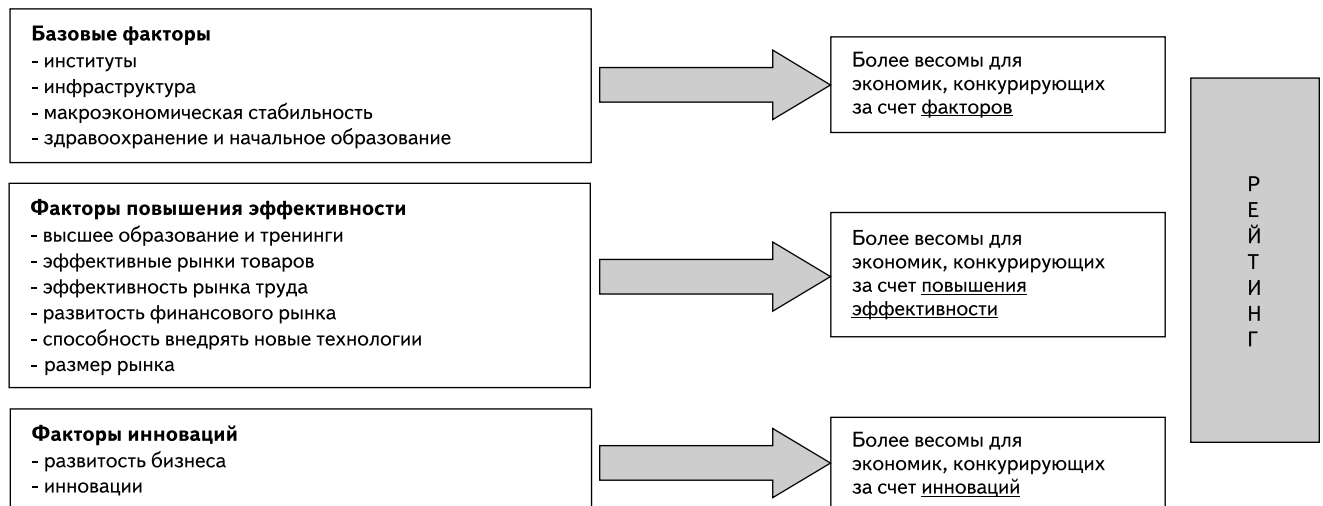 Базовые факторы
- институты
- инфраструктура
- макроэкономическая стабильность
- здравоохранение и начальное образование
Более весомы для
экономик, конкурирующих
за счет факторов
Факторы повышения эффективности
- высшее образование и тренинги
- эффективные рынки товаров
- эффективность рынка труда
- развитость финансового рынка
- способность внедрять новые технологии
- размер рынка
Более весомы для
экономик, конкурирующих
за счет повышения
эффективности
Факторы инноваций
- развитость бизнеса
- инновации
Более весомы для
экономик, конкурирующих
за счет инноваций
Р
Е
Й
Т
И
Н
Г